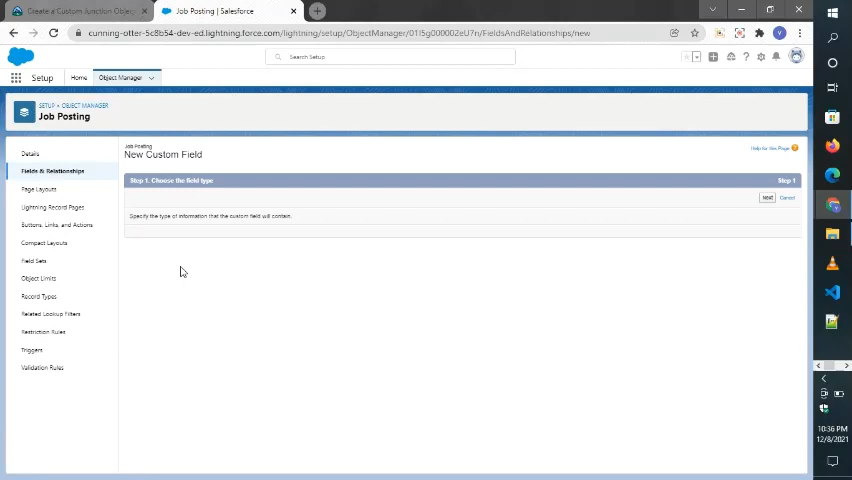 Create a Custom Junction Object
Job Posting | Salesforce
cunning-otter-5c8b54-dev-ed.lightning.force.com/lightning/setup/ObjectManager/01I5g000002eU7n/FieldsAndRelationships/new
V
Search Setup
Setup
Home
Object Manager
SETUP > OBJECT MANAGER
Job Posting
Details
Fields & Relationships
Page Layouts
Lightning Record Pages
Buttons, Links, and Actions
Compact Layouts
Field Sets
Object Limits
Record Types
Related Lookup Filters
Restriction Rules
Triggers
Validation Rules
Job Posting
New Custom Field
Help for this Page
Step 1. Choose the field type
Step 1
Next
Cancel
Specify the type of information that the custom field will contain.
10:36 PM
12/8/2021